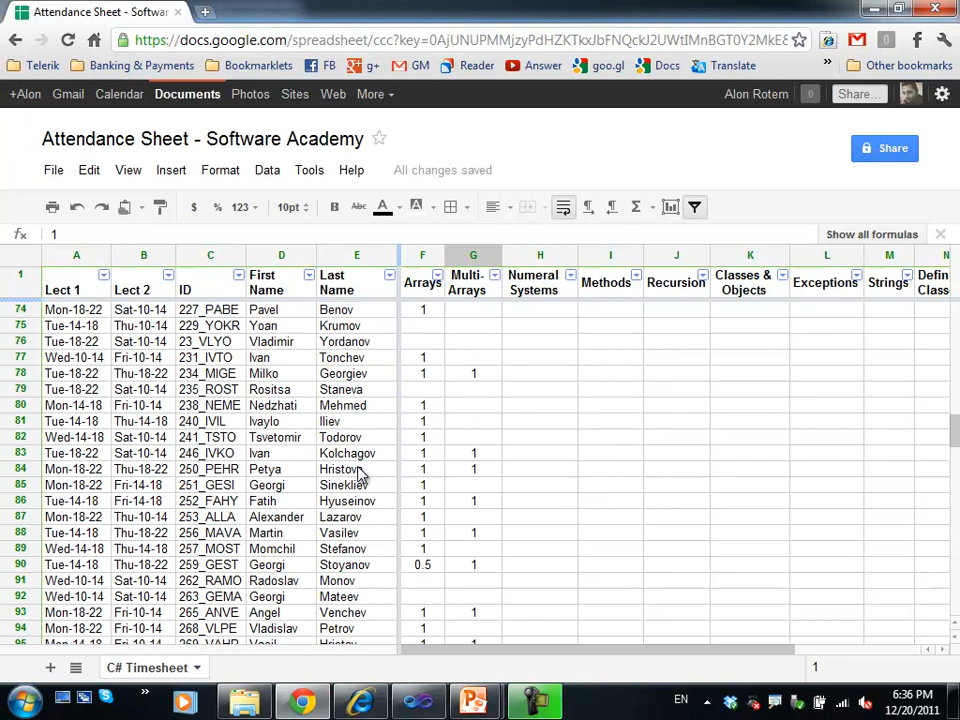 Attendance Sheet - Softwar
https://docs.google.com/spreadsheet/ccc?key=0AjUNUPMMjzyPdHZKTkxJbFNQckJ2UWtIMnBGT0Y2MkE
Telerik Banking & Payments Bookmarklets FB g+ GM Reader Answer goo.gl Docs Translate » Other bookmarks
+Alon Gmail Calendar Documents Photos Sites Web More Alon Rotem 0 Share...
Attendance Sheet - Software Academy
Share
File Edit View Insert Format Data Tools Help All changes saved
$ % 123 10pt B Abc A A Σ
fx 1 Show all formulas
A B C D E F G H I J K L M N
1 Lect 1 Lect 2 ID First Name Last Name Arrays Multi-Arrays Numeral Systems Methods Recursion Classes & Objects Exceptions Strings Defin Classe
74 Mon-18-22 Sat-10-14 227_PABE Pavel Benov 1
75 Tue-14-18 Thu-10-14 229_YOKR Yoan Krumov
76 Tue-18-22 Sat-10-14 23_VLYO Vladimir Yordanov
77 Wed-10-14 Fri-10-14 231_IVTO Ivan Tonchev 1
78 Tue-18-22 Thu-18-22 234_MIGE Milko Georgiev 1 1
79 Tue-18-22 Sat-10-14 235_ROST Rositsa Staneva
80 Mon-14-18 Fri-10-14 238_NEME Nedzhati Mehmed 1
81 Tue-14-18 Thu-14-18 240_IVIL Ivaylo Iliev 1
82 Wed-14-18 Sat-10-14 241_TSTO Tsvetomir Todorov 1
83 Tue-18-22 Sat-10-14 246_IVKO Ivan Kolchagov 1 1
84 Mon-18-22 Thu-18-22 250_PEHR Petya Hristova 1 1
85 Mon-18-22 Fri-14-18 251_GESI Georgi Sinekliev 1
86 Tue-14-18 Fri-14-18 252_FAHY Fatih Hyuseinov 1 1
87 Mon-18-22 Thu-10-14 253_ALLA Alexander Lazarov 1
88 Tue-14-18 Thu-18-22 256_MAVA Martin Vasilev 1 1
89 Wed-14-18 Thu-18-22 257_MOST Momchil Stefanov 1
90 Tue-14-18 Thu-18-22 259_GEST Georgi Stoyanov 0.5 1
91 Wed-10-14 Sat-10-14 262_RAMO Radoslav Monov
92 Wed-10-14 Sat-10-14 263_GEMA Georgi Mateev
93 Mon-18-22 Fri-10-14 265_ANVE Angel Venchev 1 1
94 Mon-18-22 Thu-18-22 268_VLPE Vladislav Petrov 1
C# Timesheet 1
» EN 6:36 PM
12/20/2011